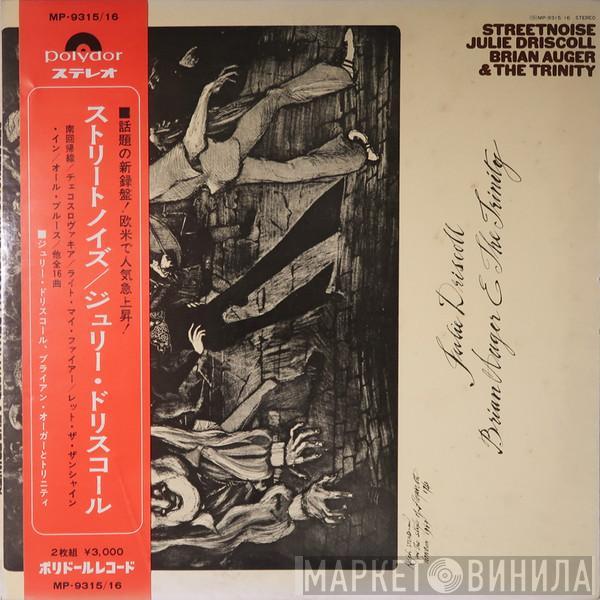 MP-9315/16
polydor
ステレオ
■話題の新録盤!欧米で人気急上昇!
ストリートノイズ/ジュリー・ドリスコール
南回帰線/チェコスロヴァキア/ライト・マイ・ファイアー/レット・ザ・サンシャイン
・イン/オール・ブルース/他全16曲
■ジュリー・ドリスコール、ブライアン・オーガーとトリニティ
2枚組 ¥3,000
ポリドールレコード
MP-9315/16
MP-9315/16 STEREO
STREETNOISE
JULIE DRISCOLL
BRIAN AUGER
& THE TRINITY
Julie Driscoll
Brian Auger & The Trinity
МАРКЕТ ВИНИЛА